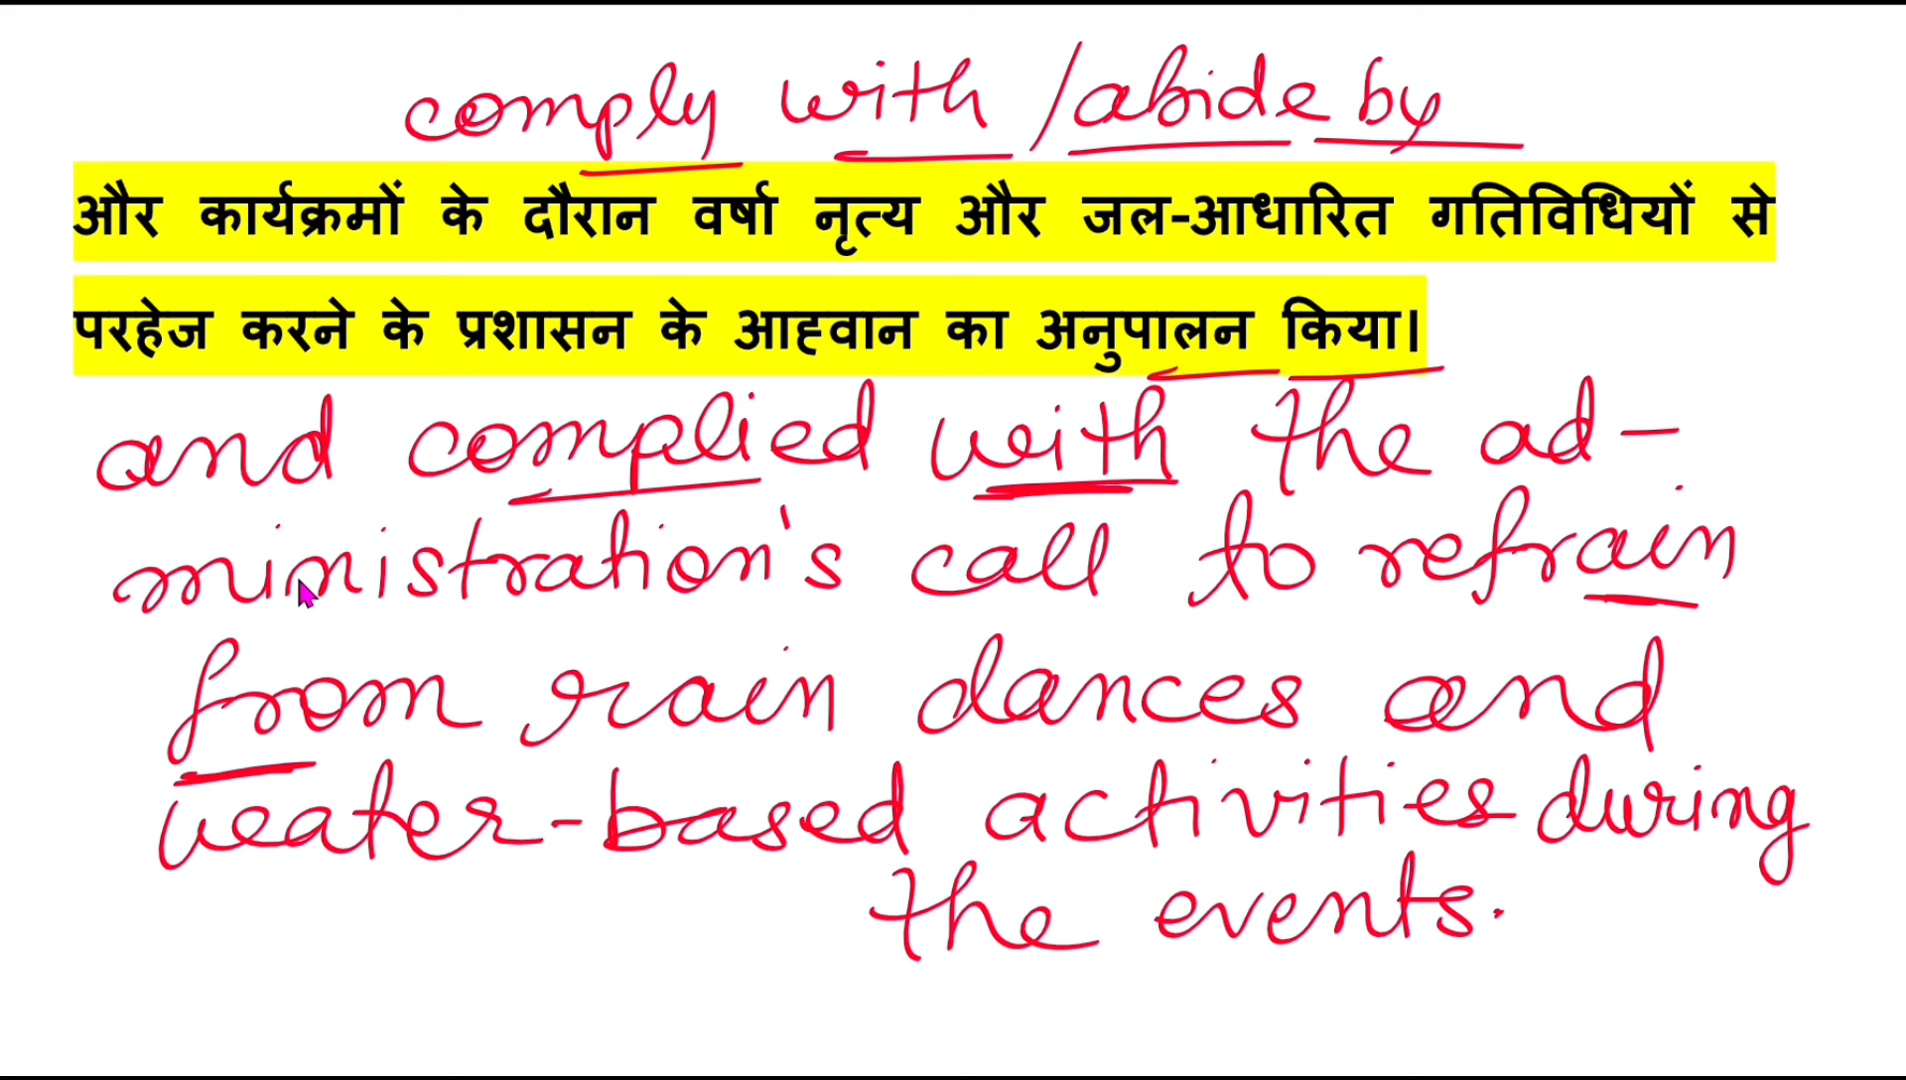 comply with /abide by
और कार्यक्रमों के दौरान वर्षा नृत्य और जल-आधारित गतिविधियों से
परहेज करने के प्रशासन के आह्वान का अनुपालन किया।
and complied with the ad-
ministration's call to refrain
from rain dances and
water-based activities during
the events.